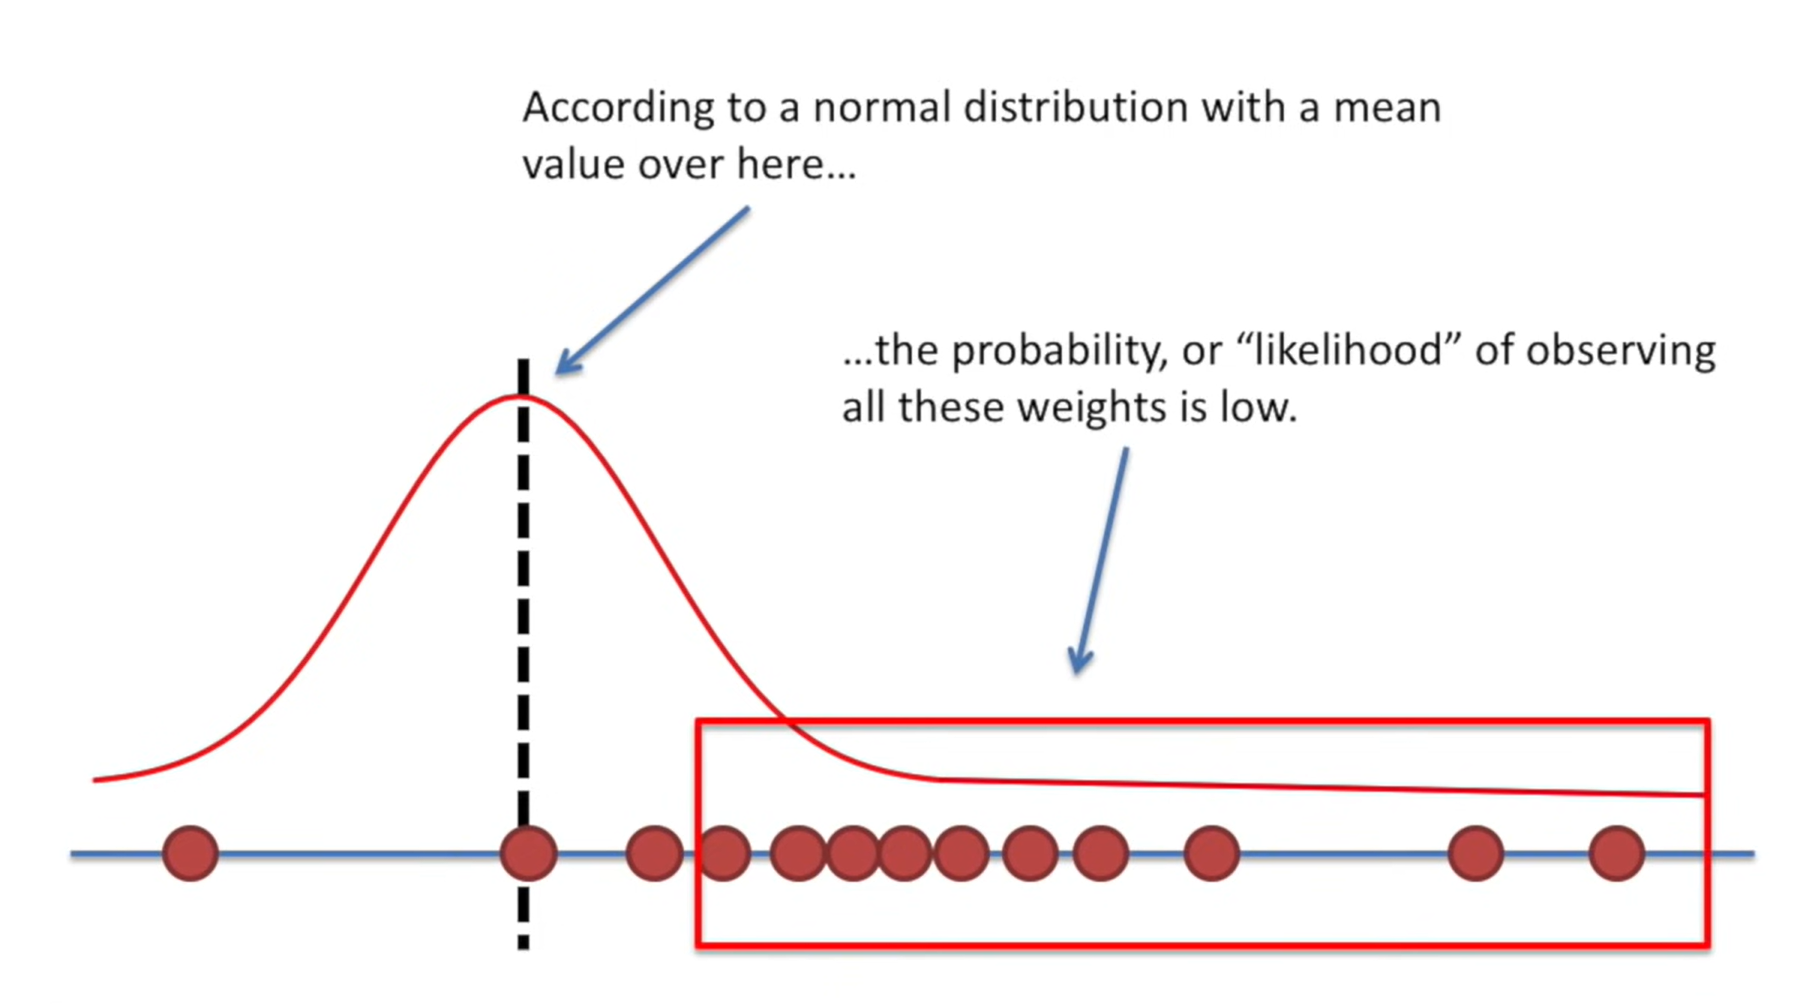 According to a normal distribution with a mean
value over here...
...the probability, or “likelihood” of observing
all these weights is low.